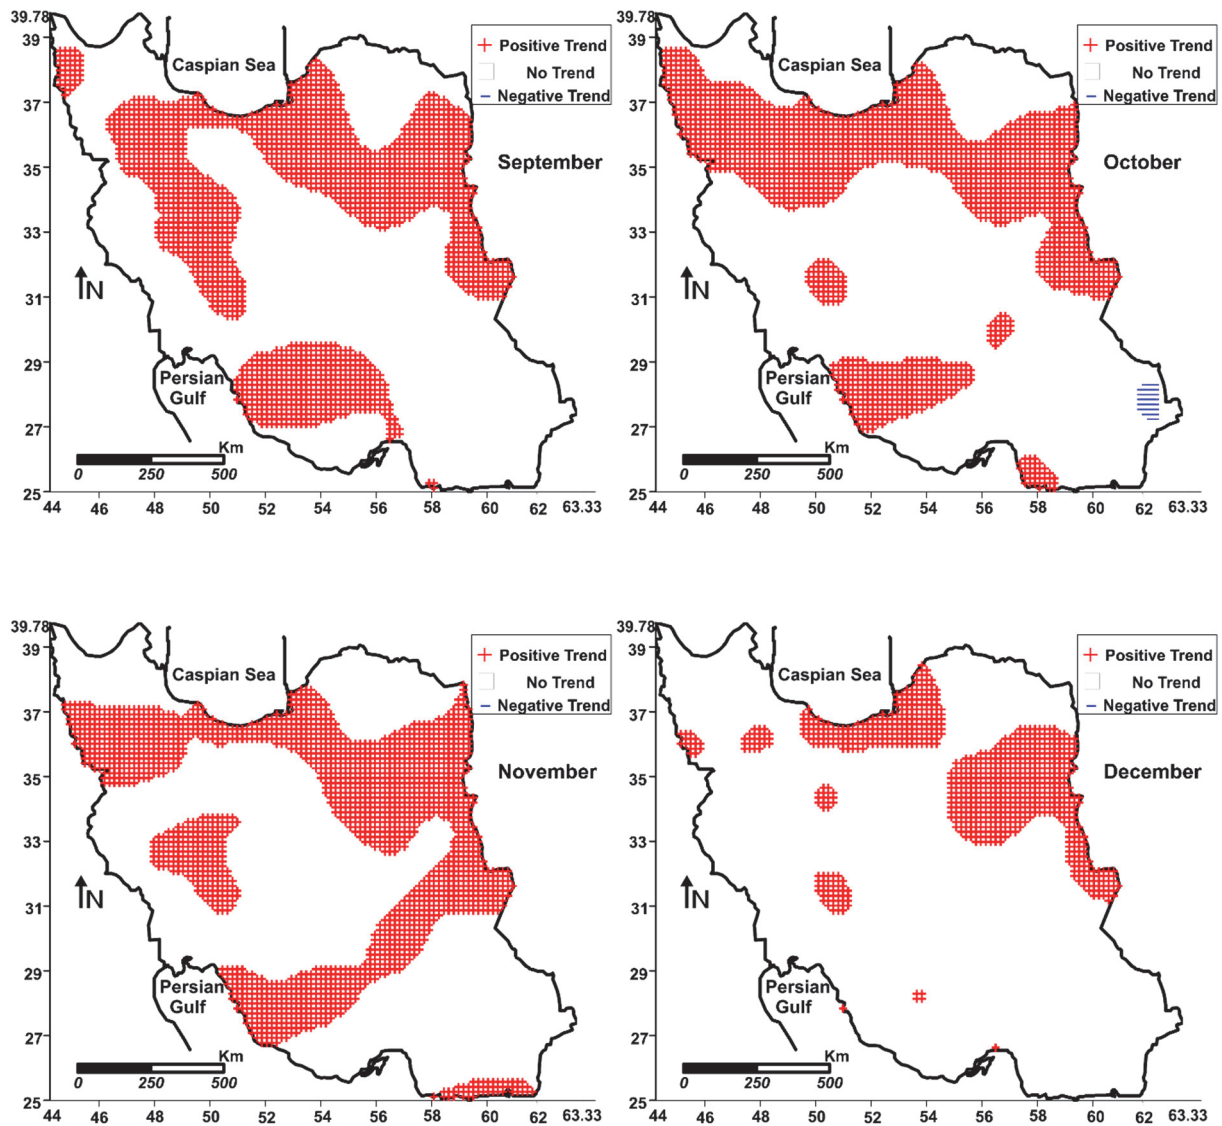 39.78
39
37
35
33
31
29
27
25
44 46 48 50 52 54 56 58 60 62 63.33
Caspian Sea
Positive Trend
No Trend
Negative Trend
September
N
Persian
Gulf
Km
0 250 500
39.78
39
37
35
33
31
29
27
25
44 46 48 50 52 54 56 58 60 62 63.33
Caspian Sea
Positive Trend
No Trend
Negative Trend
October
N
Persian
Gulf
Km
0 250 500
39.78
39
37
35
33
31
29
27
25
44 46 48 50 52 54 56 58 60 62 63.33
Caspian Sea
Positive Trend
No Trend
Negative Trend
November
N
Persian
Gulf
Km
0 250 500
39.78
39
37
35
33
31
29
27
25
44 46 48 50 52 54 56 58 60 62 63.33
Caspian Sea
Positive Trend
No Trend
Negative Trend
December
N
Persian
Gulf
Km
0 250 500